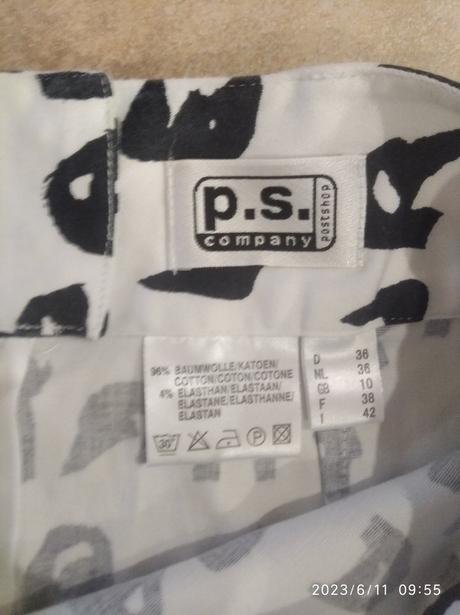 p.s.
company
postshop
96% BAUMWOLLE/KATOEN/
COTTON/COTON/COTONE
4% ELASTHAN/ELASTAAN/
ELASTANE/ELASTHANNE/
ELASTAN
30°
P
D 36
NL 36
GB 10
F 38
I 42
2023/6/11 09:55